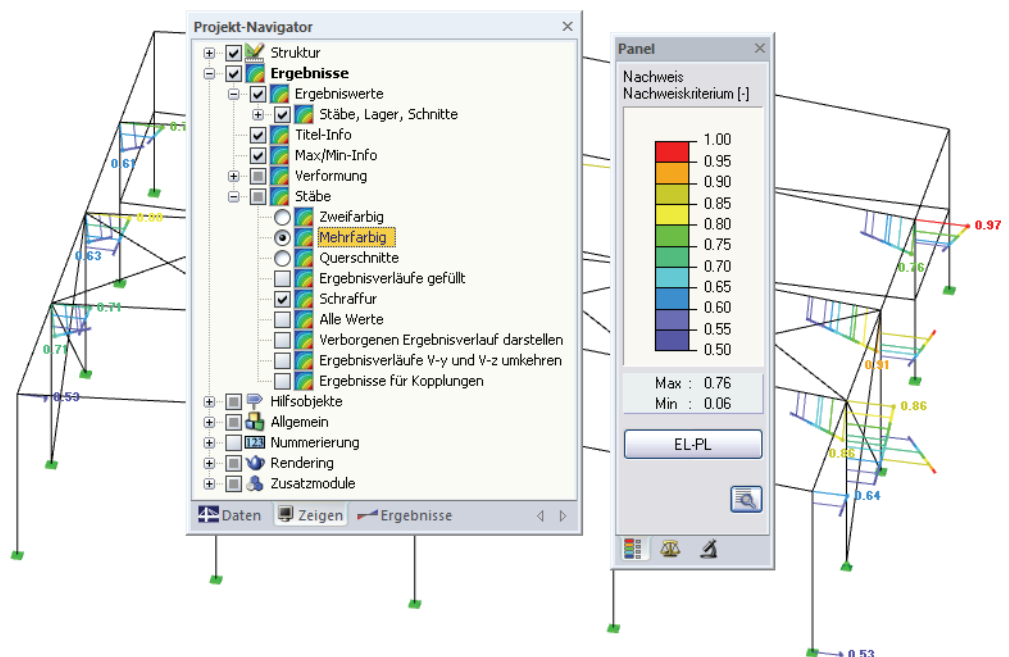 Projekt-Navigator
Struktur
Ergebnisse
Ergebniswerte
Stäbe, Lager, Schnitte
Titel-Info
Max/Min-Info
Verformung
Stäbe
Zweifarbig
Mehrfarbig
Querschnitte
Ergebnisverläufe gefüllt
Schraffur
Alle Werte
Verborgenen Ergebnisverlauf darstellen
Ergebnisverläufe V-y und V-z umkehren
Ergebnisse für Kopplungen
Hilfsobjekte
Allgemein
123 Nummerierung
Rendering
Zusatzmodule
Daten Zeigen Ergebnisse
Panel
Nachweis
Nachweiskriterium [-]
1.00
0.95
0.90
0.85
0.80
0.75
0.70
0.65
0.60
0.55
0.50
Max : 0.76
Min : 0.06
EL-PL
0.61
0.63
0.71
0.71
0.53
0.97
0.76
0.91
0.86
0.86
0.64
0.53